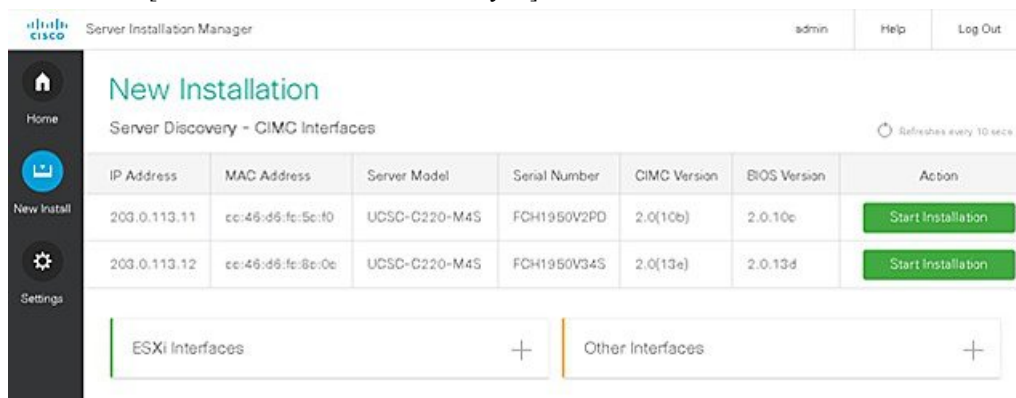 CISCO
Server Installation Manager
admin
Help
Log Out
Home
New Installation
Server Discovery - CIMC Interfaces
Refreshes every 10 secs
New Install
IP Address MAC Address Server Model Serial Number CIMC Version BIOS Version Action
203.0.113.11 cc:46:d6:fc:5c:f0 UCSC-C220-M4S FCH1950V2PD 2.0(10b) 2.0.10c Start Installation
203.0.113.12 cc:46:d6:fc:8c:0c UCSC-C220-M4S FCH1950V34S 2.0(13e) 2.0.13d Start Installation
Settings
ESXi Interfaces
Other Interfaces